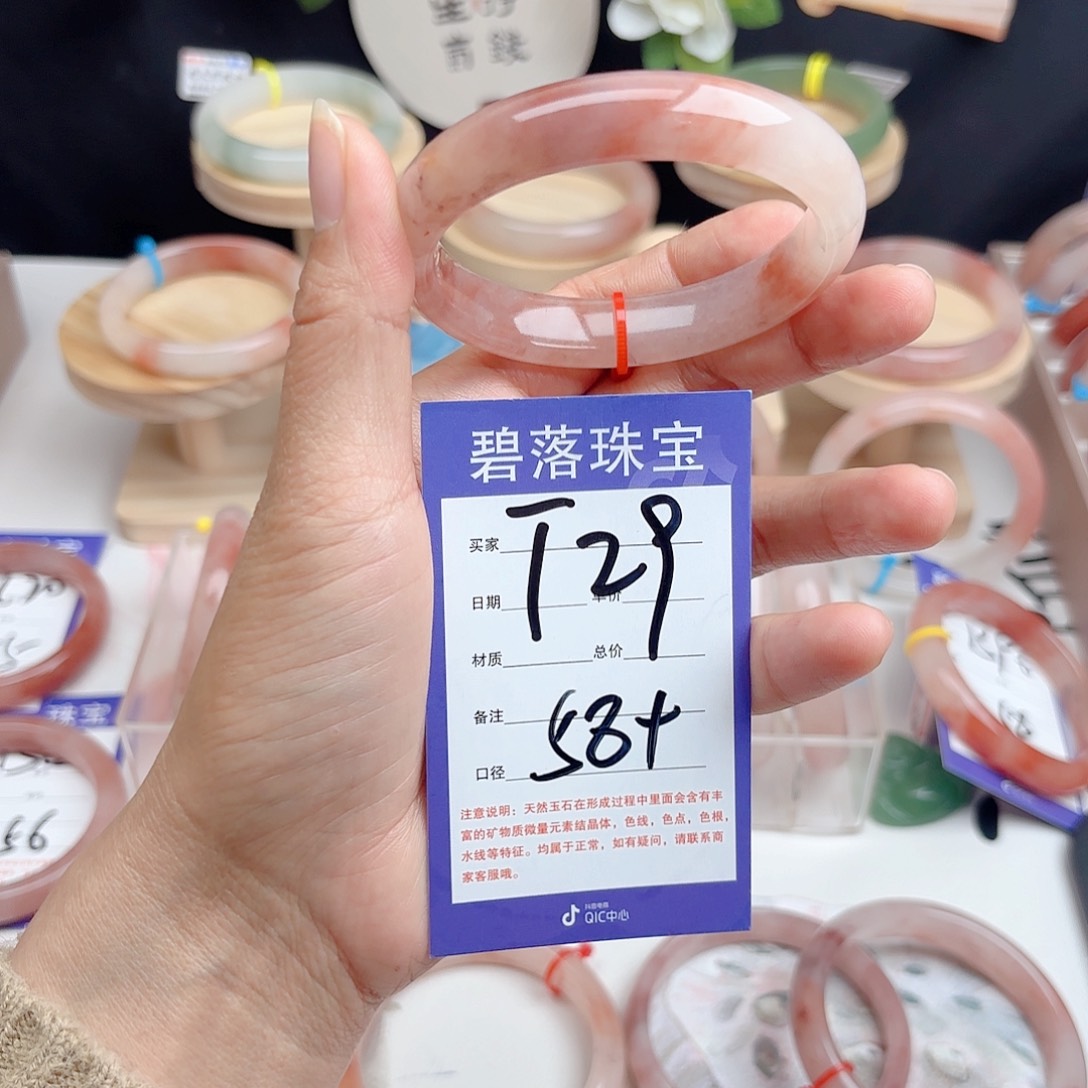 碧落珠宝
T29
买家
日期 单价
材质 总价
备注
58+
口径
注意说明：天然玉石在形成过程中里面会含有丰
富的矿物质微量元素结晶体，色线，色点，色根，
水线等特征。均属于正常，如有疑问，请联系商
家客服哦。
抖音电商
QIC中心
珠宝
56